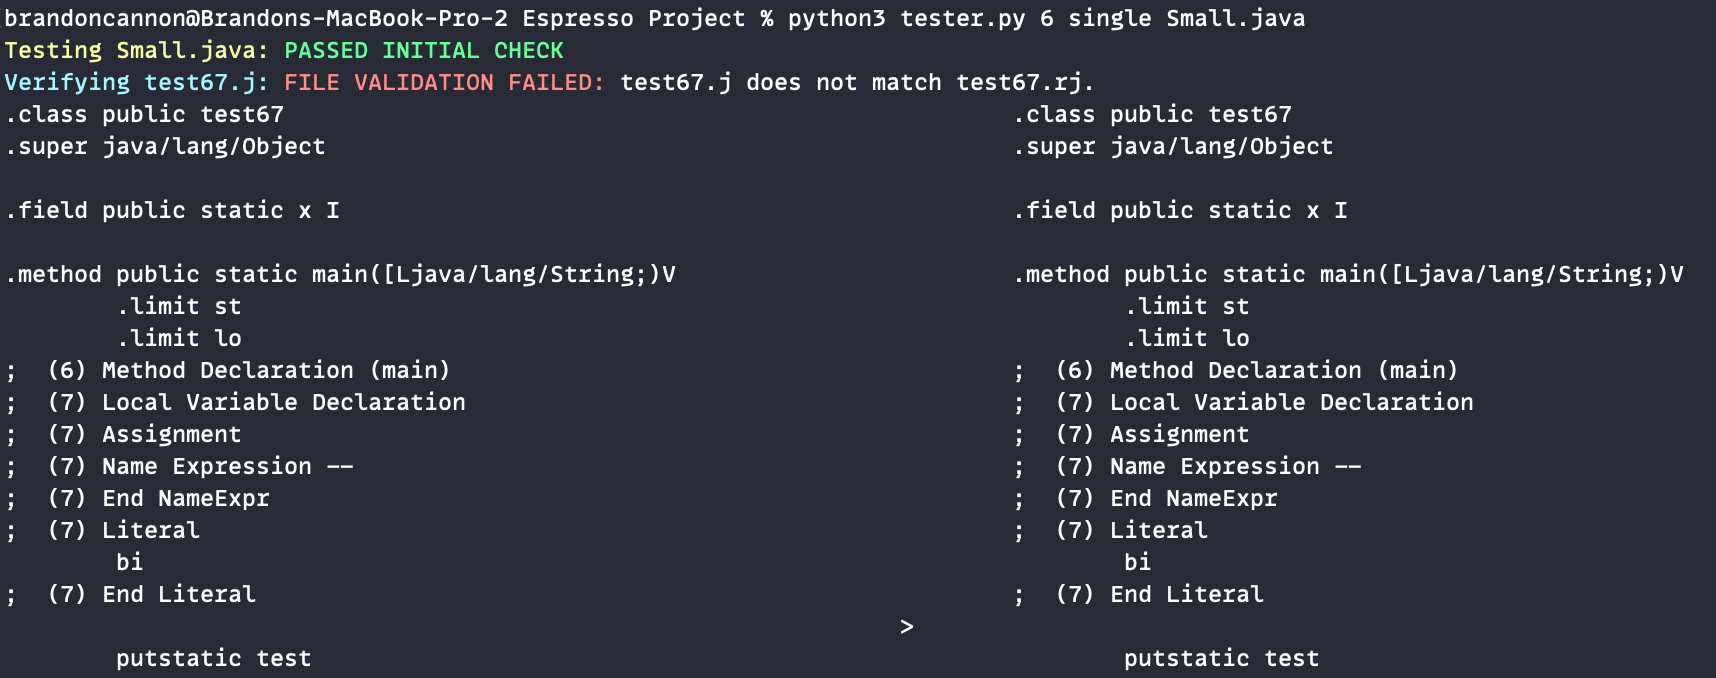 brandoncannon@Brandons-MacBook-Pro-2 Espresso Project % python3 tester.py 6 single Small.java
Testing Small.java: PASSED INITIAL CHECK
Verifying test67.j: FILE VALIDATION FAILED: test67.j does not match test67.rj.
.class public test67 .class public test67
.super java/lang/Object .super java/lang/Object
.field public static x I .field public static x I
.method public static main([Ljava/lang/String;)V .method public static main([Ljava/lang/String;)V
.limit st .limit st
.limit lo .limit lo
; (6) Method Declaration (main) ; (6) Method Declaration (main)
; (7) Local Variable Declaration ; (7) Local Variable Declaration
; (7) Assignment ; (7) Assignment
; (7) Name Expression -- ; (7) Name Expression --
; (7) End NameExpr ; (7) End NameExpr
; (7) Literal ; (7) Literal
bi bi
; (7) End Literal ; (7) End Literal
>
putstatic test putstatic test